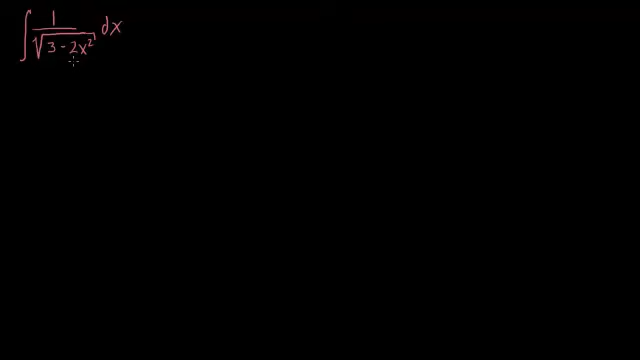 ∫ 1/√(3 - 2x²) dx